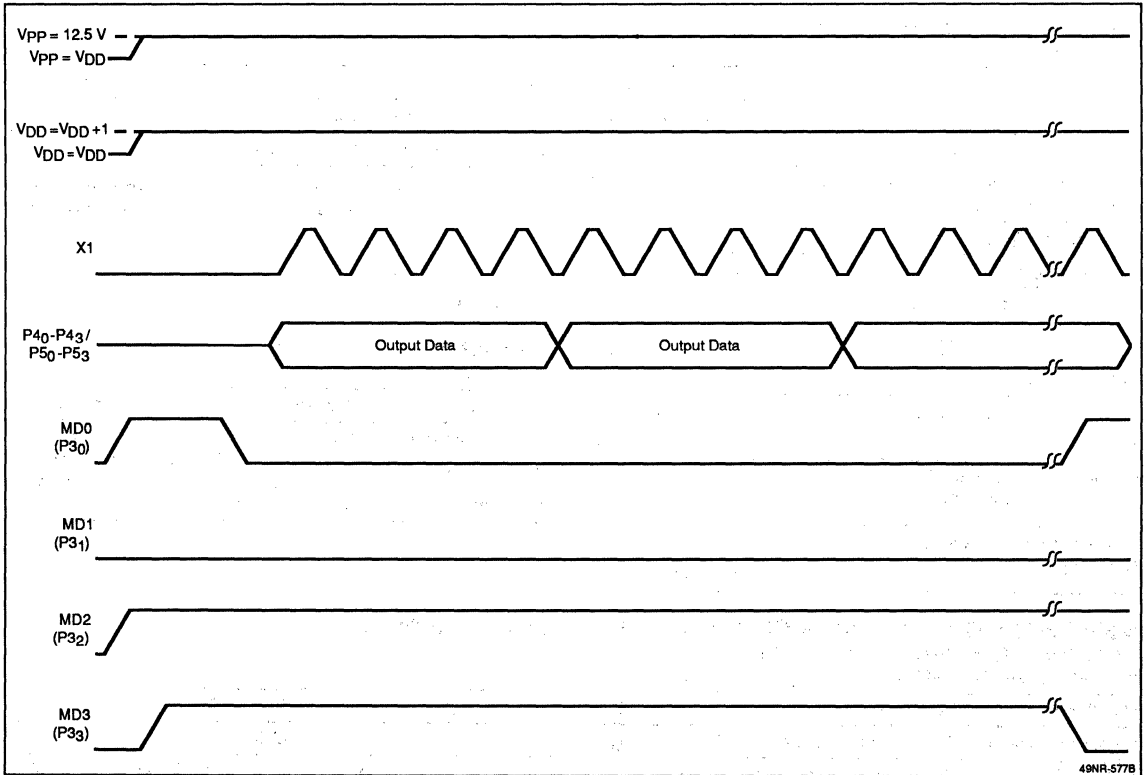 VPP = 12.5 V
VPP = VDD
VDD = VDD +1
VDD = VDD
X1
P40-P43 /
P50-P53
Output Data
Output Data
MD0
(P30)
MD1
(P31)
MD2
(P32)
MD3
(P33)
49NR-577B